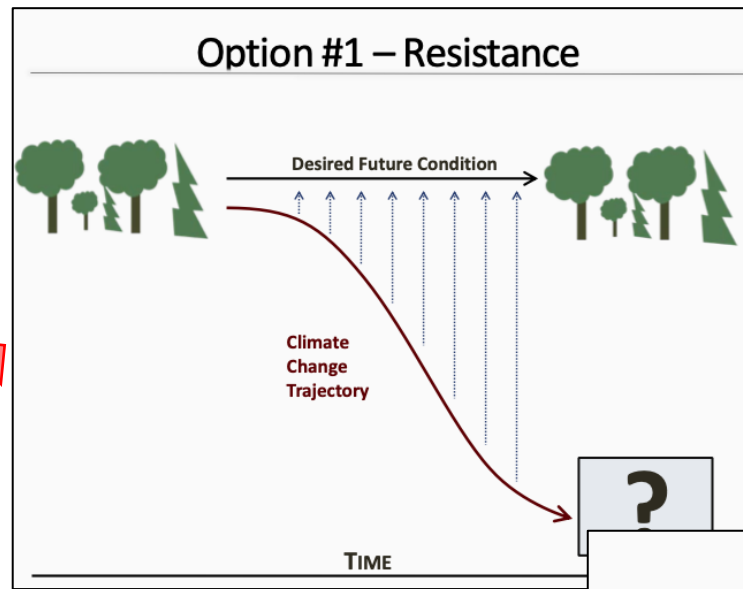 Option #1 – Resistance
Desired Future Condition
Climate
Change
Trajectory
?
TIME